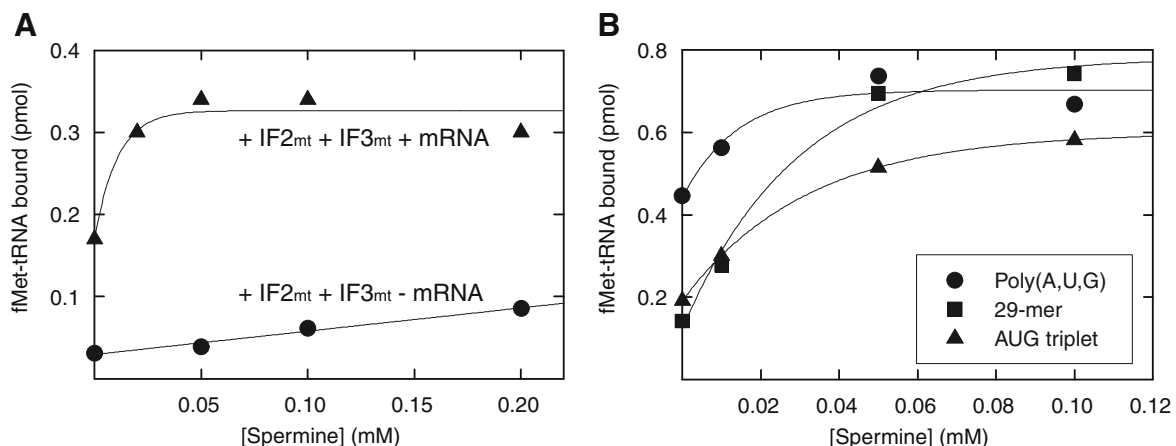 A
fMet-tRNA bound (pmol)
0.4
0.3
0.2
0.1
+ IF2mt + IF3mt + mRNA
+ IF2mt + IF3mt - mRNA
0.05
0.10
0.15
0.20
[Spermine] (mM)
B
fMet-tRNA bound (pmol)
0.8
0.6
0.4
0.2
0.0
Poly(A,U,G)
29-mer
AUG triplet
0.02
0.04
0.06
0.08
0.10
0.12
[Spermine] (mM)